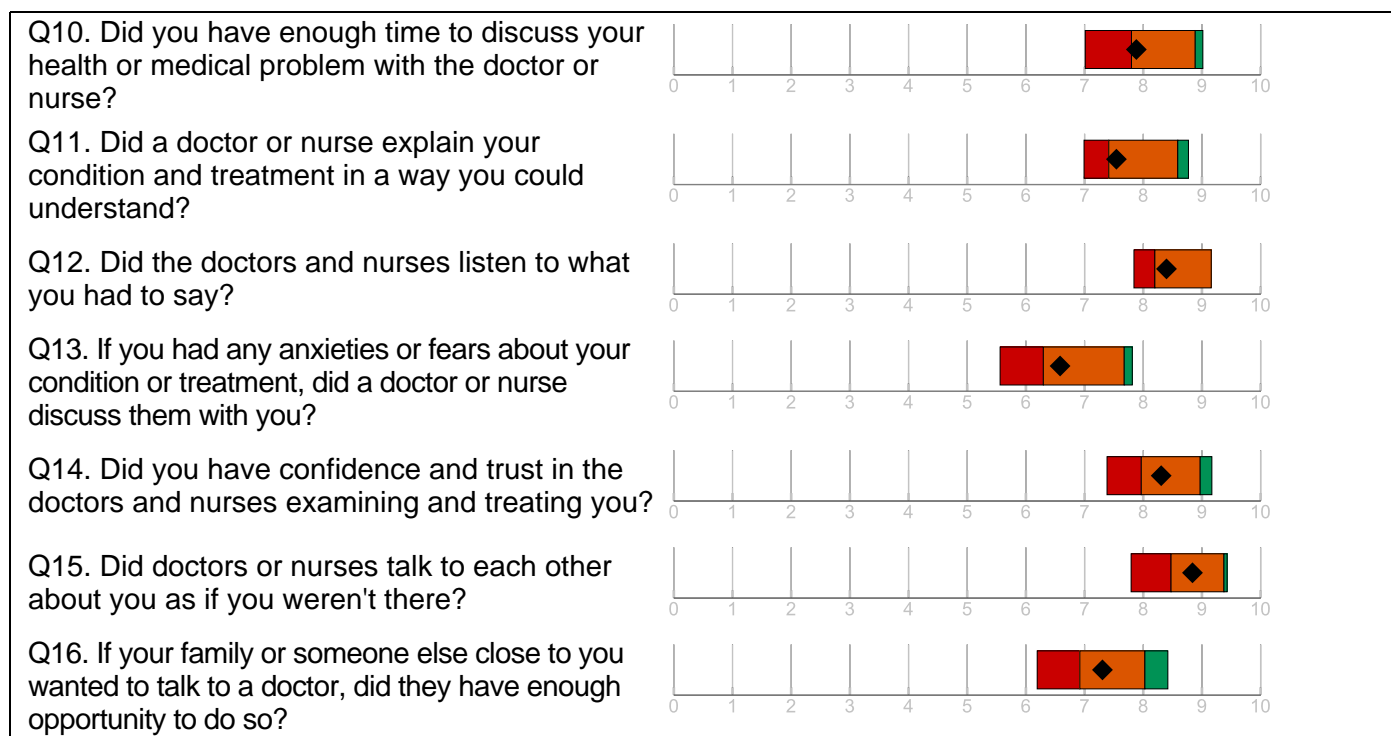 Q10. Did you have enough time to discuss your
health or medical problem with the doctor or
nurse?
0 1 2 3 4 5 6 7 8 9 10
Q11. Did a doctor or nurse explain your
condition and treatment in a way you could
understand?
0 1 2 3 4 5 6 7 8 9 10
Q12. Did the doctors and nurses listen to what
you had to say?
0 1 2 3 4 5 6 7 8 9 10
Q13. If you had any anxieties or fears about your
condition or treatment, did a doctor or nurse
discuss them with you?
0 1 2 3 4 5 6 7 8 9 10
Q14. Did you have confidence and trust in the
doctors and nurses examining and treating you?
0 1 2 3 4 5 6 7 8 9 10
Q15. Did doctors or nurses talk to each other
about you as if you weren't there?
0 1 2 3 4 5 6 7 8 9 10
Q16. If your family or someone else close to you
wanted to talk to a doctor, did they have enough
opportunity to do so?
0 1 2 3 4 5 6 7 8 9 10